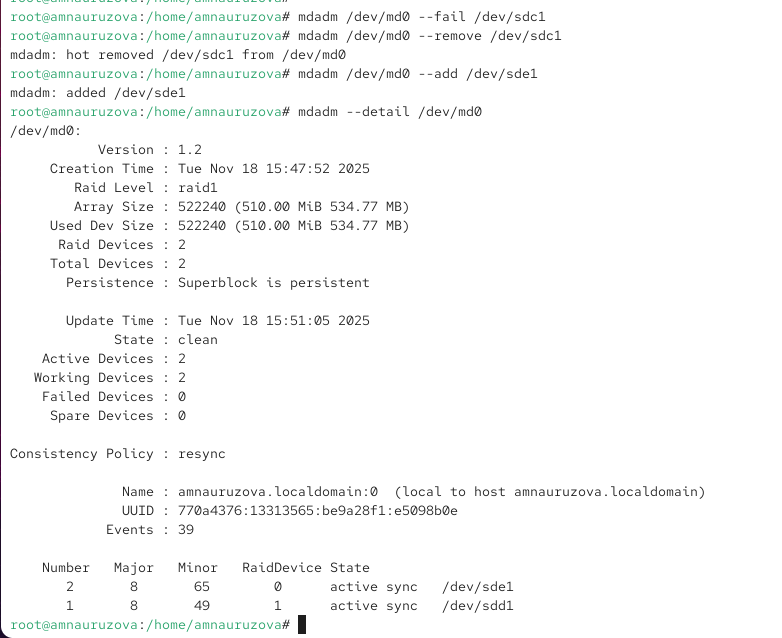 root@amnauruzova:/home/amnauruzova# mdadm /dev/md0 --fail /dev/sdc1
root@amnauruzova:/home/amnauruzova# mdadm /dev/md0 --remove /dev/sdc1
mdadm: hot removed /dev/sdc1 from /dev/md0
root@amnauruzova:/home/amnauruzova# mdadm /dev/md0 --add /dev/sde1
mdadm: added /dev/sde1
root@amnauruzova:/home/amnauruzova# mdadm --detail /dev/md0
/dev/md0:
           Version : 1.2
     Creation Time : Tue Nov 18 15:47:52 2025
        Raid Level : raid1
        Array Size : 522240 (510.00 MiB 534.77 MB)
     Used Dev Size : 522240 (510.00 MiB 534.77 MB)
      Raid Devices : 2
     Total Devices : 2
       Persistence : Superblock is persistent

       Update Time : Tue Nov 18 15:51:05 2025
             State : clean
    Active Devices : 2
   Working Devices : 2
    Failed Devices : 0
     Spare Devices : 0

Consistency Policy : resync

              Name : amnauruzova.localdomain:0  (local to host amnauruzova.localdomain)
              UUID : 770a4376:13313565:be9a28f1:e5098b0e
            Events : 39

    Number   Major   Minor   RaidDevice State
       2       8       65        0      active sync   /dev/sde1
       1       8       49        1      active sync   /dev/sdd1
root@amnauruzova:/home/amnauruzova#